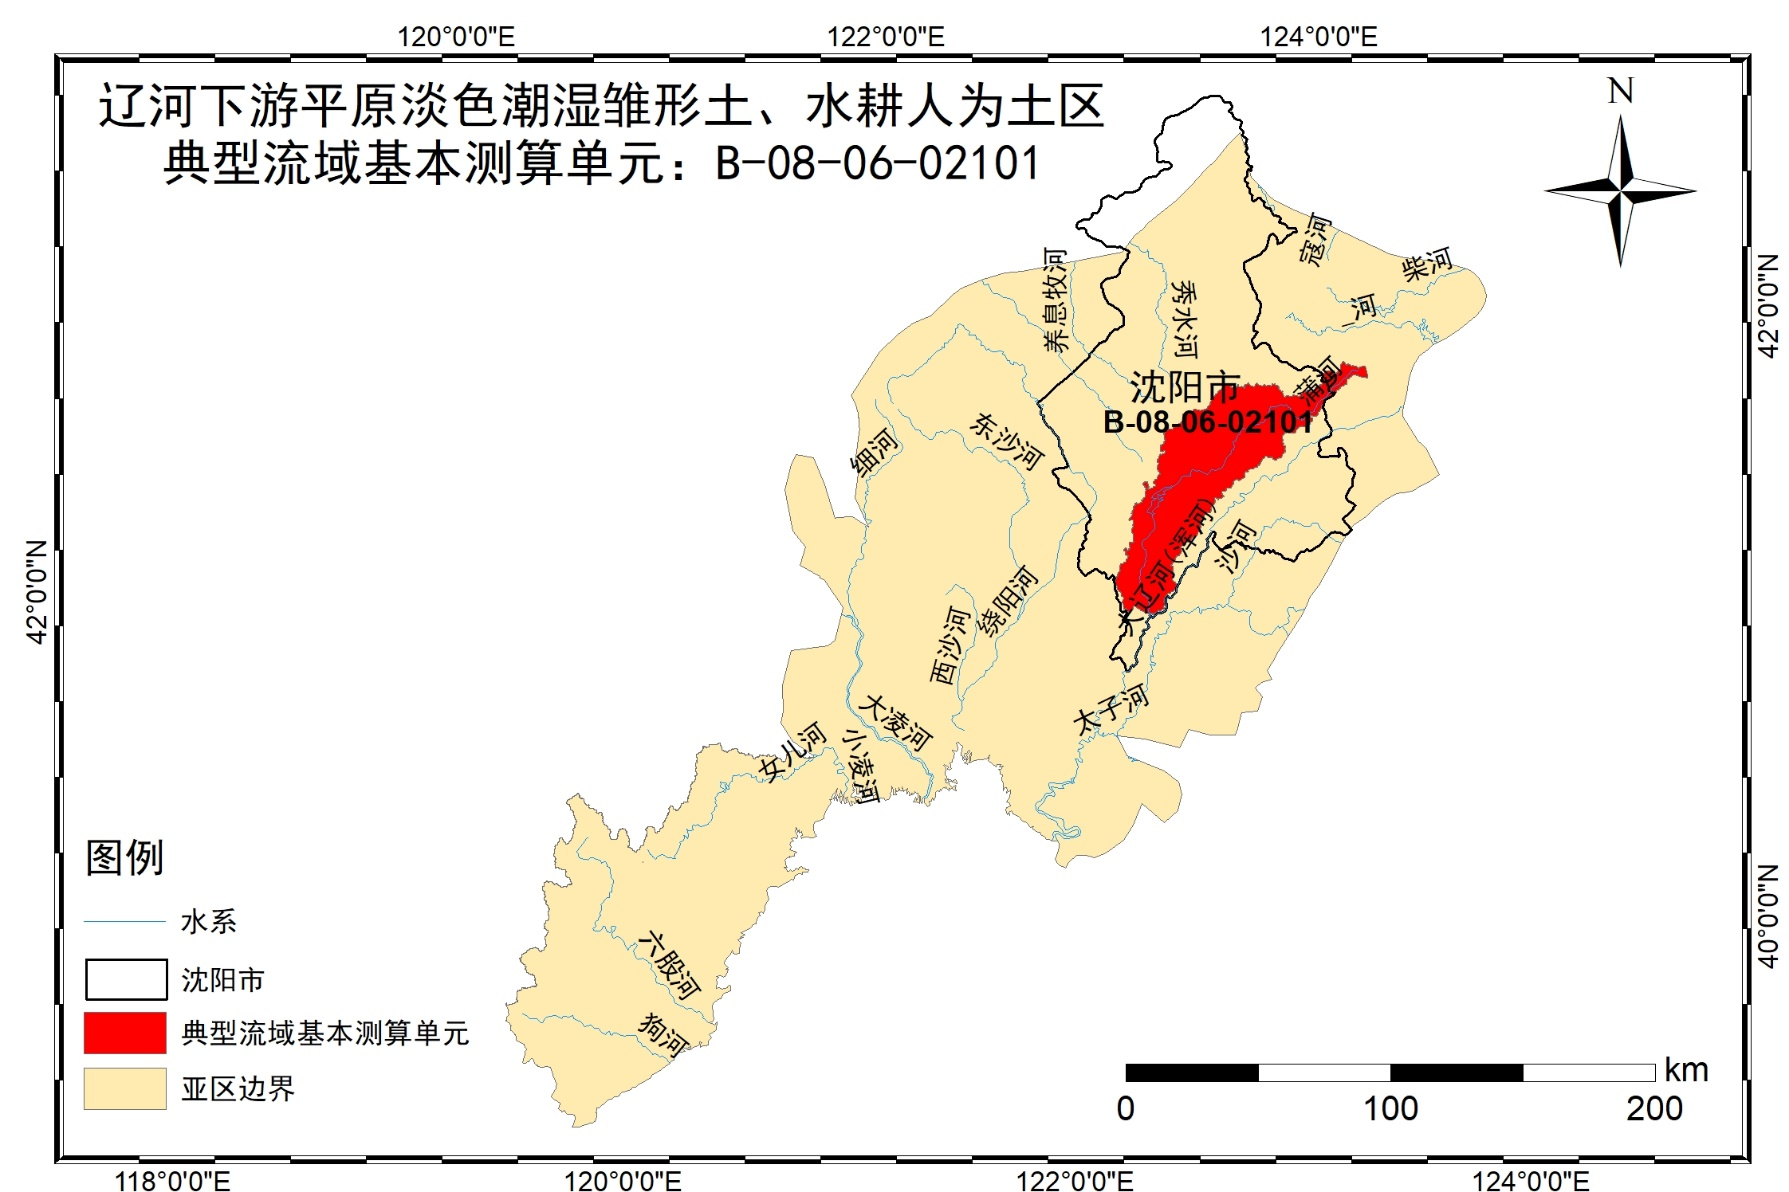 120°0'0"E 122°0'0"E 124°0'0"E
辽河下游平原淡色潮湿雏形土、水耕人为土区
典型流域基本测算单元：B-08-06-02101
N
寇河
柴河
河
养息牧河
秀水河
42°0'0"N
沈阳市
蒲河
B-08-06-02101
东沙河
细河
大辽河(浑河)
沙河
42°0'0"N
绕阳河
西沙河
太子河
大凌河
女儿河
小凌河
图例
水系
六股河
沈阳市
40°0'0"N
狗河
典型流域基本测算单元
亚区边界
km
0 100 200
118°0'0"E 120°0'0"E 122°0'0"E 124°0'0"E